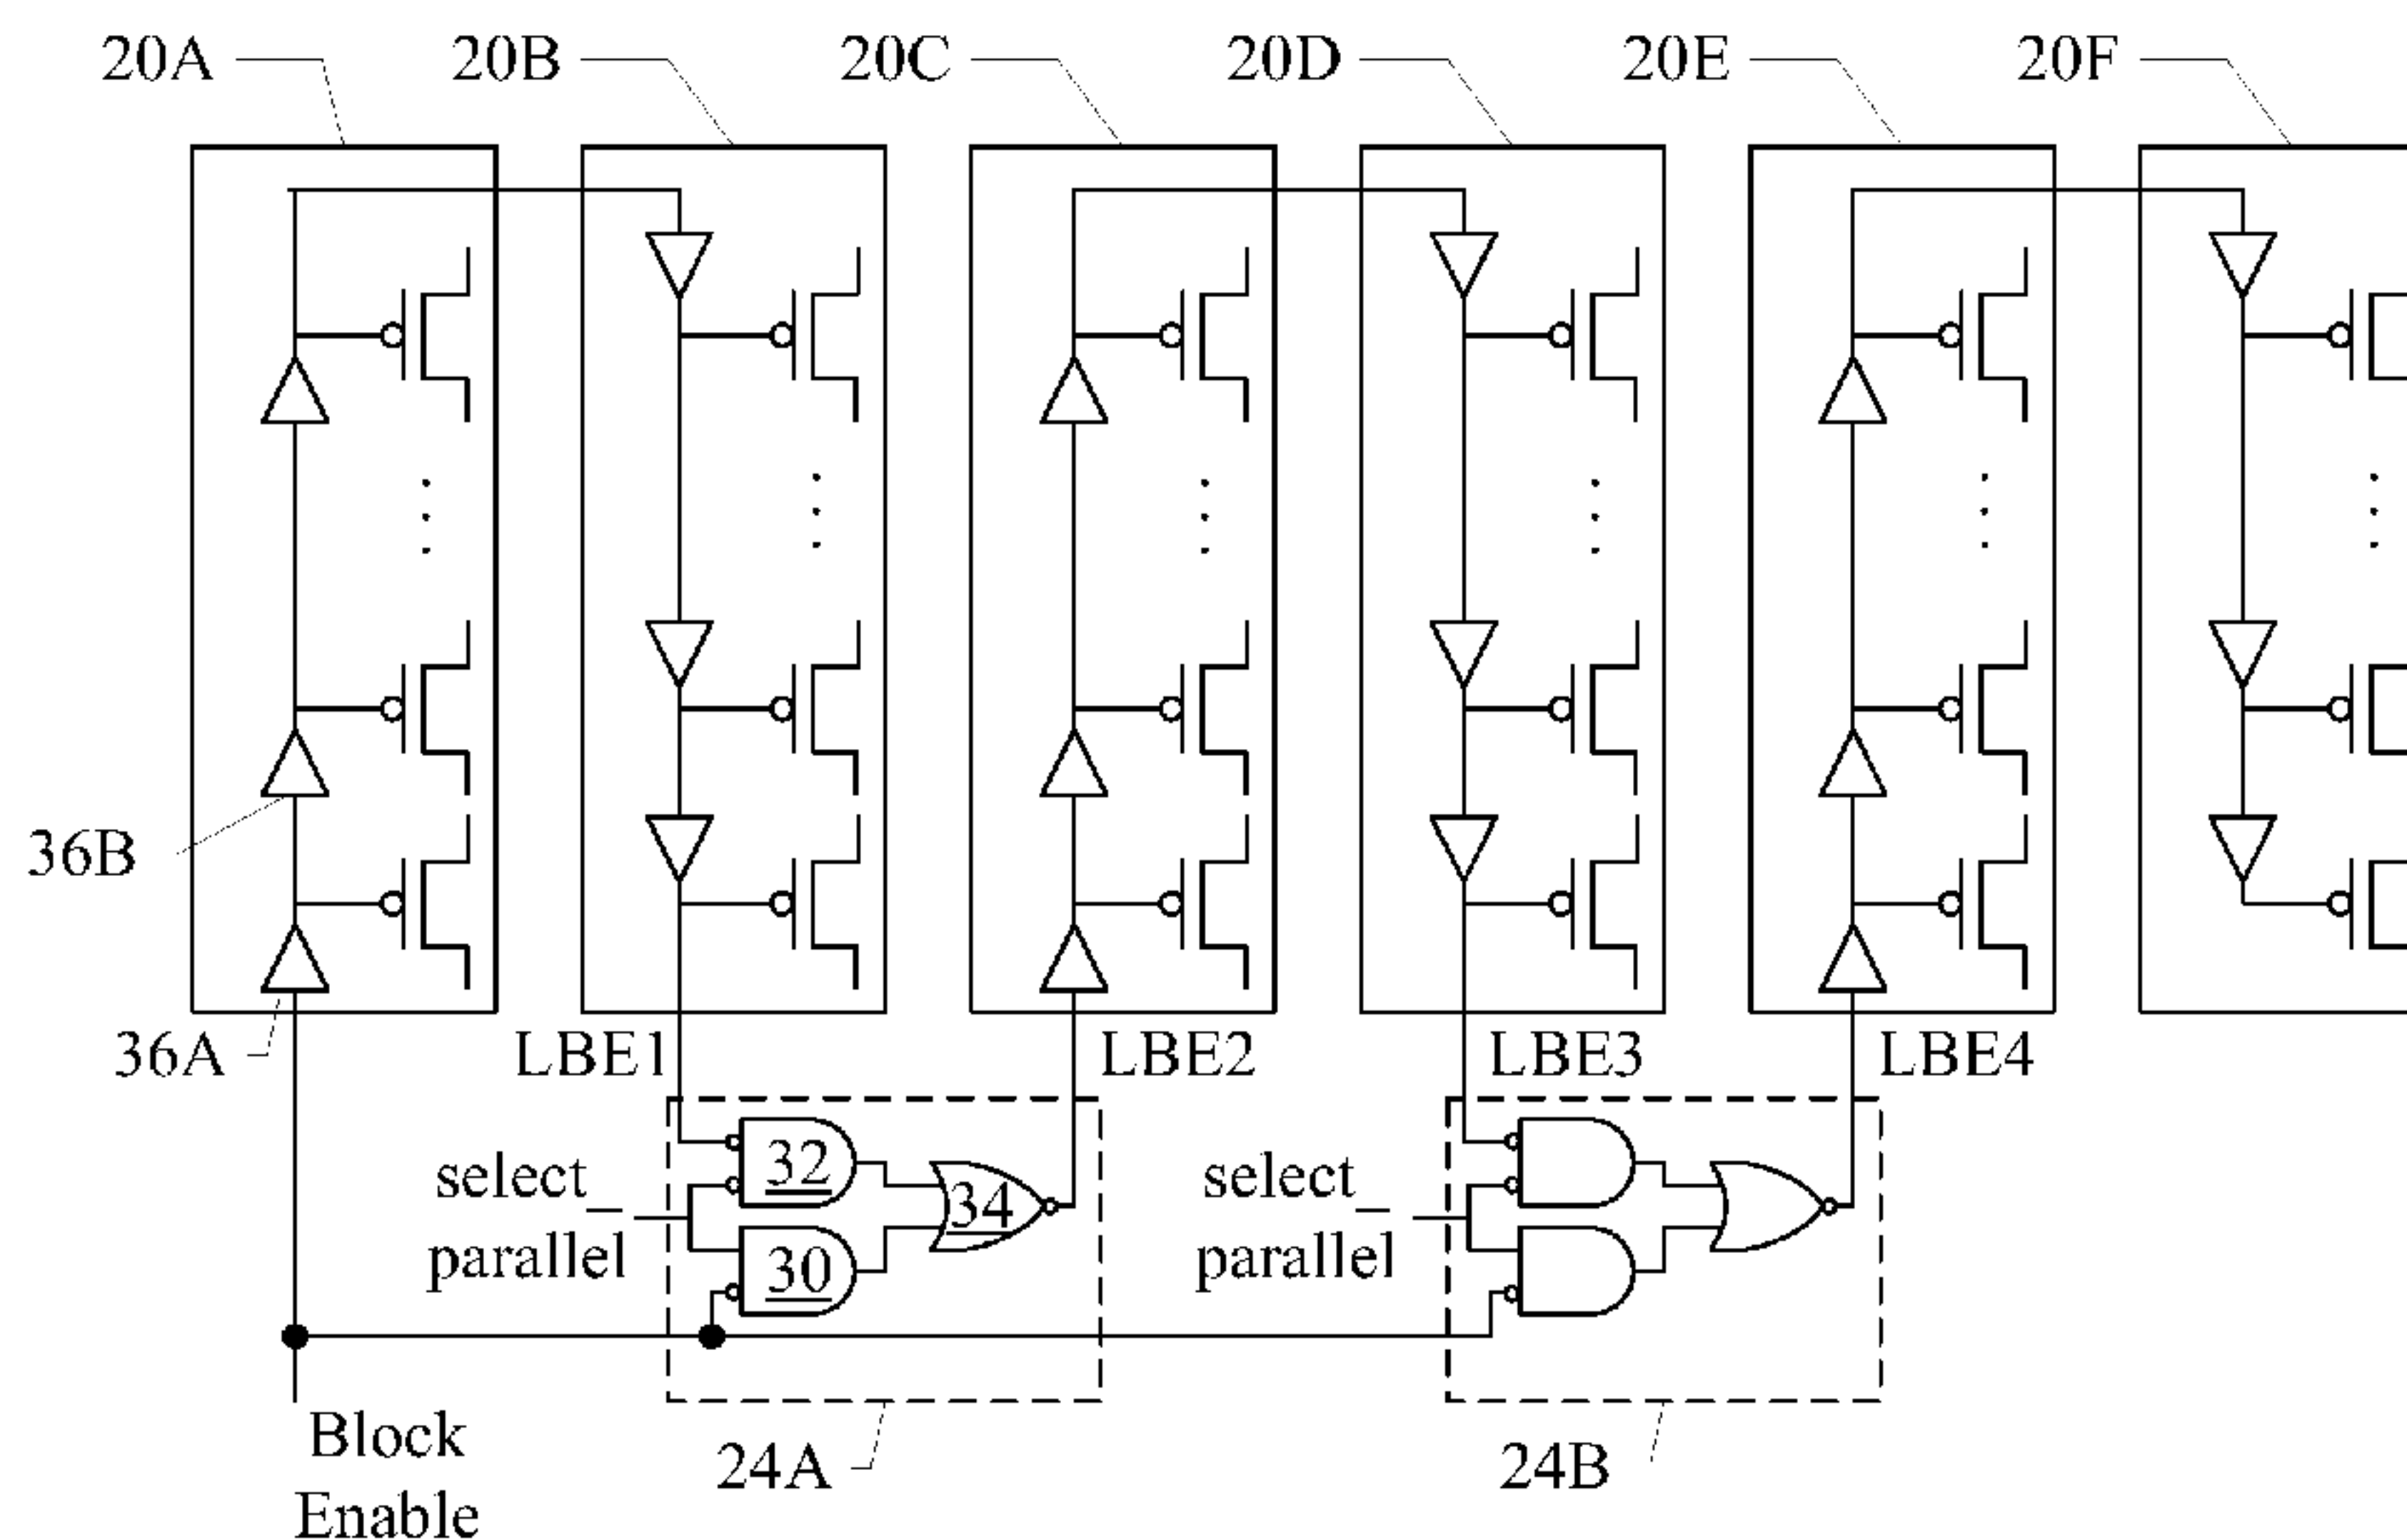 20A 20B 20C 20D 20E 20F
36B
36A LBE1 LBE2 LBE3 LBE4
select_ 32 34 select_
parallel 30 parallel
Block 24A 24B
Enable